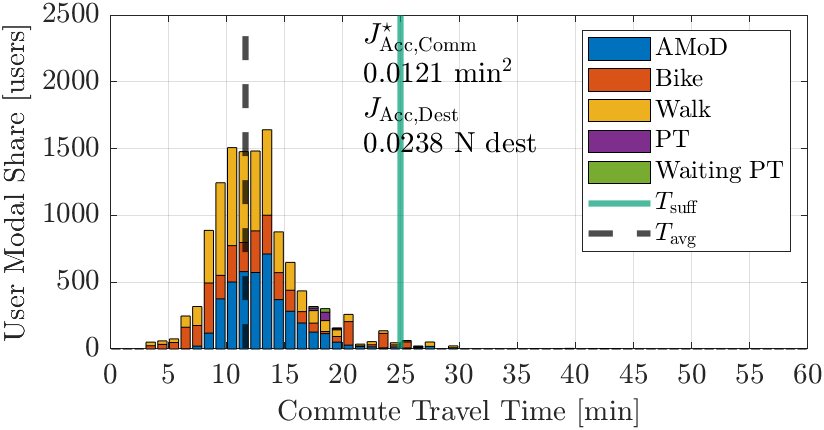 2500
2000
1500
1000
500
0
User Modal Share [users]
J⋆Acc,Comm
0.0121 min²
JAcc,Dest
0.0238 N dest
AMoD
Bike
Walk
PT
Waiting PT
Tsuff
Tavg
0 5 10 15 20 25 30 35 40 45 50 55 60
Commute Travel Time [min]